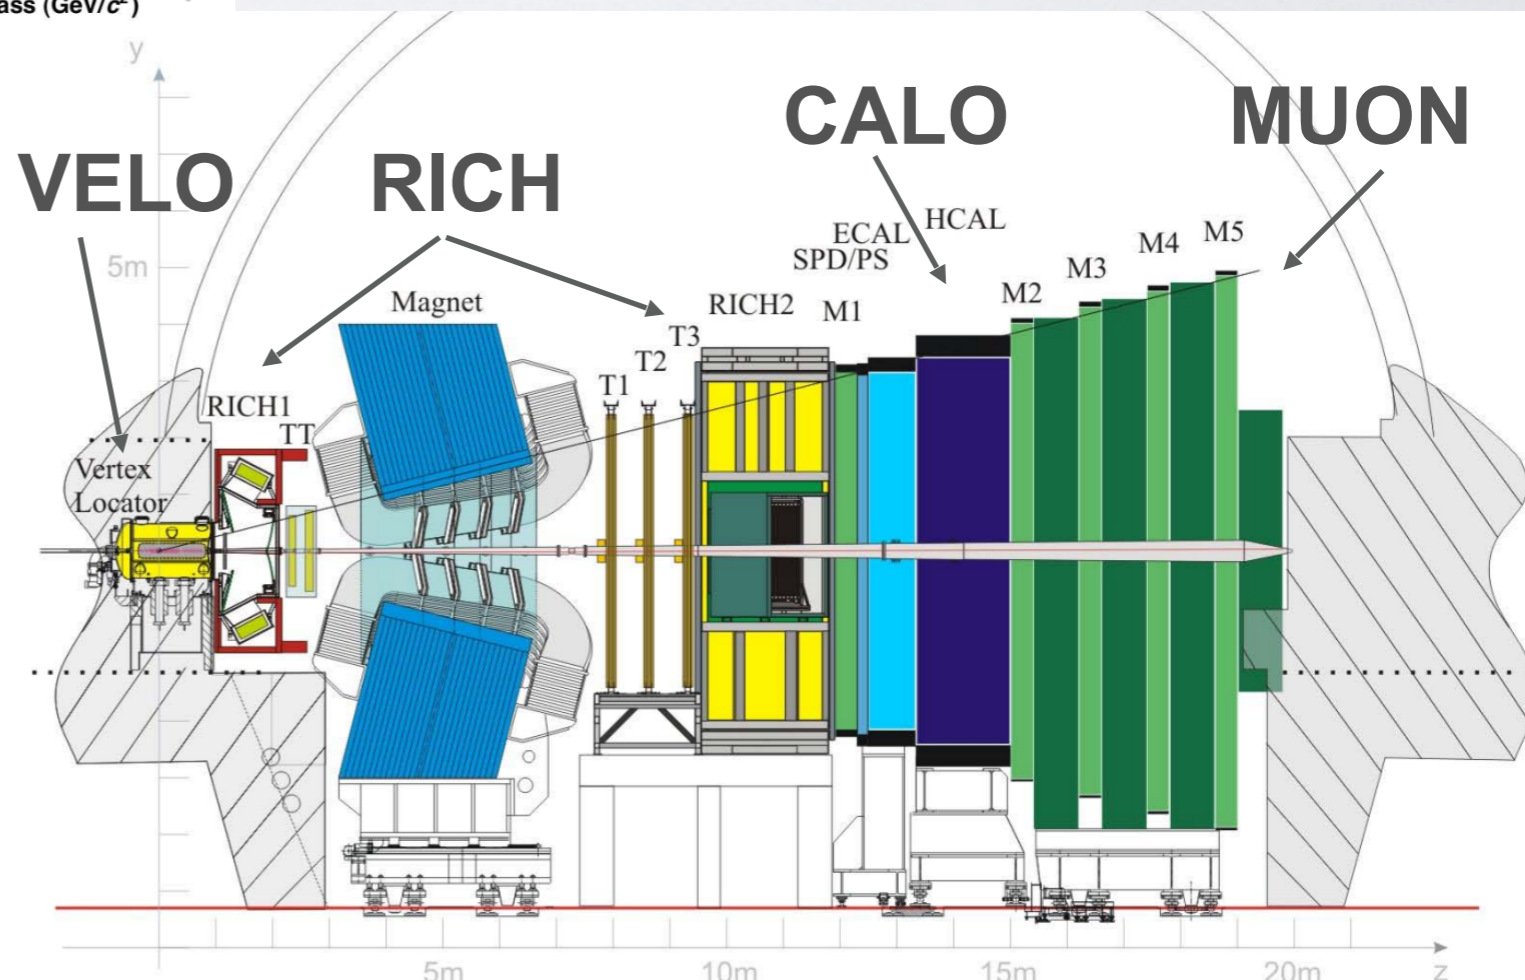 ass (GeV/c²)
y
CALO
MUON
VELO
RICH
HCAL
ECAL
SPD/PS
M5
M4
M3
M2
5m
Magnet
RICH2
M1
T3
T2
T1
RICH1
TT
Vertex
Locator
5m
10m
15m
20m
z